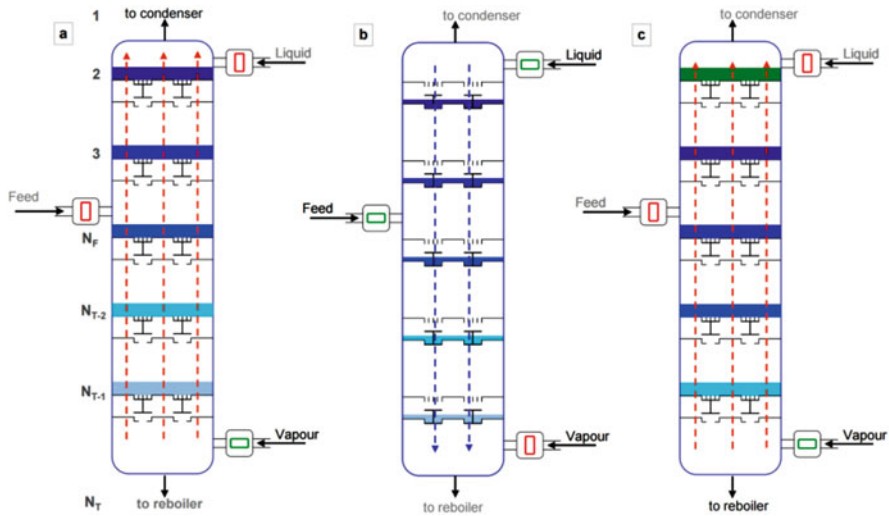 1
a
to condenser
Liquid
2
3
Feed
N_F
N_T-2
N_T-1
Vapour
N_T
to reboiler
b
to condenser
Liquid
Feed
Vapour
to reboiler
c
to condenser
Liquid
Feed
Vapour
to reboiler